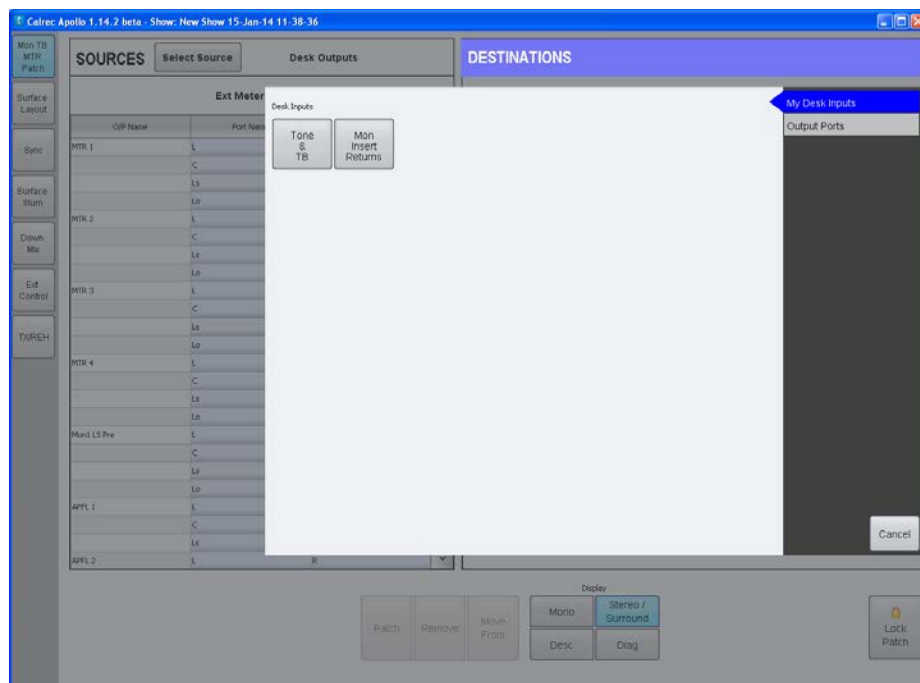 Calrec Apollo 1.14.2 beta - Show: New Show 15-Jan-14 11-38-36
Mon TB
MTR
Patch
Surface
Layout
Sync
Surface
Down
Mix
Ext
Control
TX/REH
SOURCES
Select Source
Desk Outputs
DESTINATIONS
Ext Meter
O/P Name
Port Nam
MTR 1
L
C
Ls
Lo
MTR 2
L
C
Ls
Lo
MTR 3
L
C
Ls
Lo
MTR 4
L
C
Ls
Lo
Mon1 LS Pre
L
C
Ls
Lo
APFL 1
L
C
Ls
APFL 2
L
R
Desk Inputs
Tone
&
TB
Mon
Insert
Returns
My Desk Inputs
Output Ports
Cancel
Display
Patch
Remove
Move
From
Mono
Stereo /
Surround
Desc
Diag
Lock
Patch